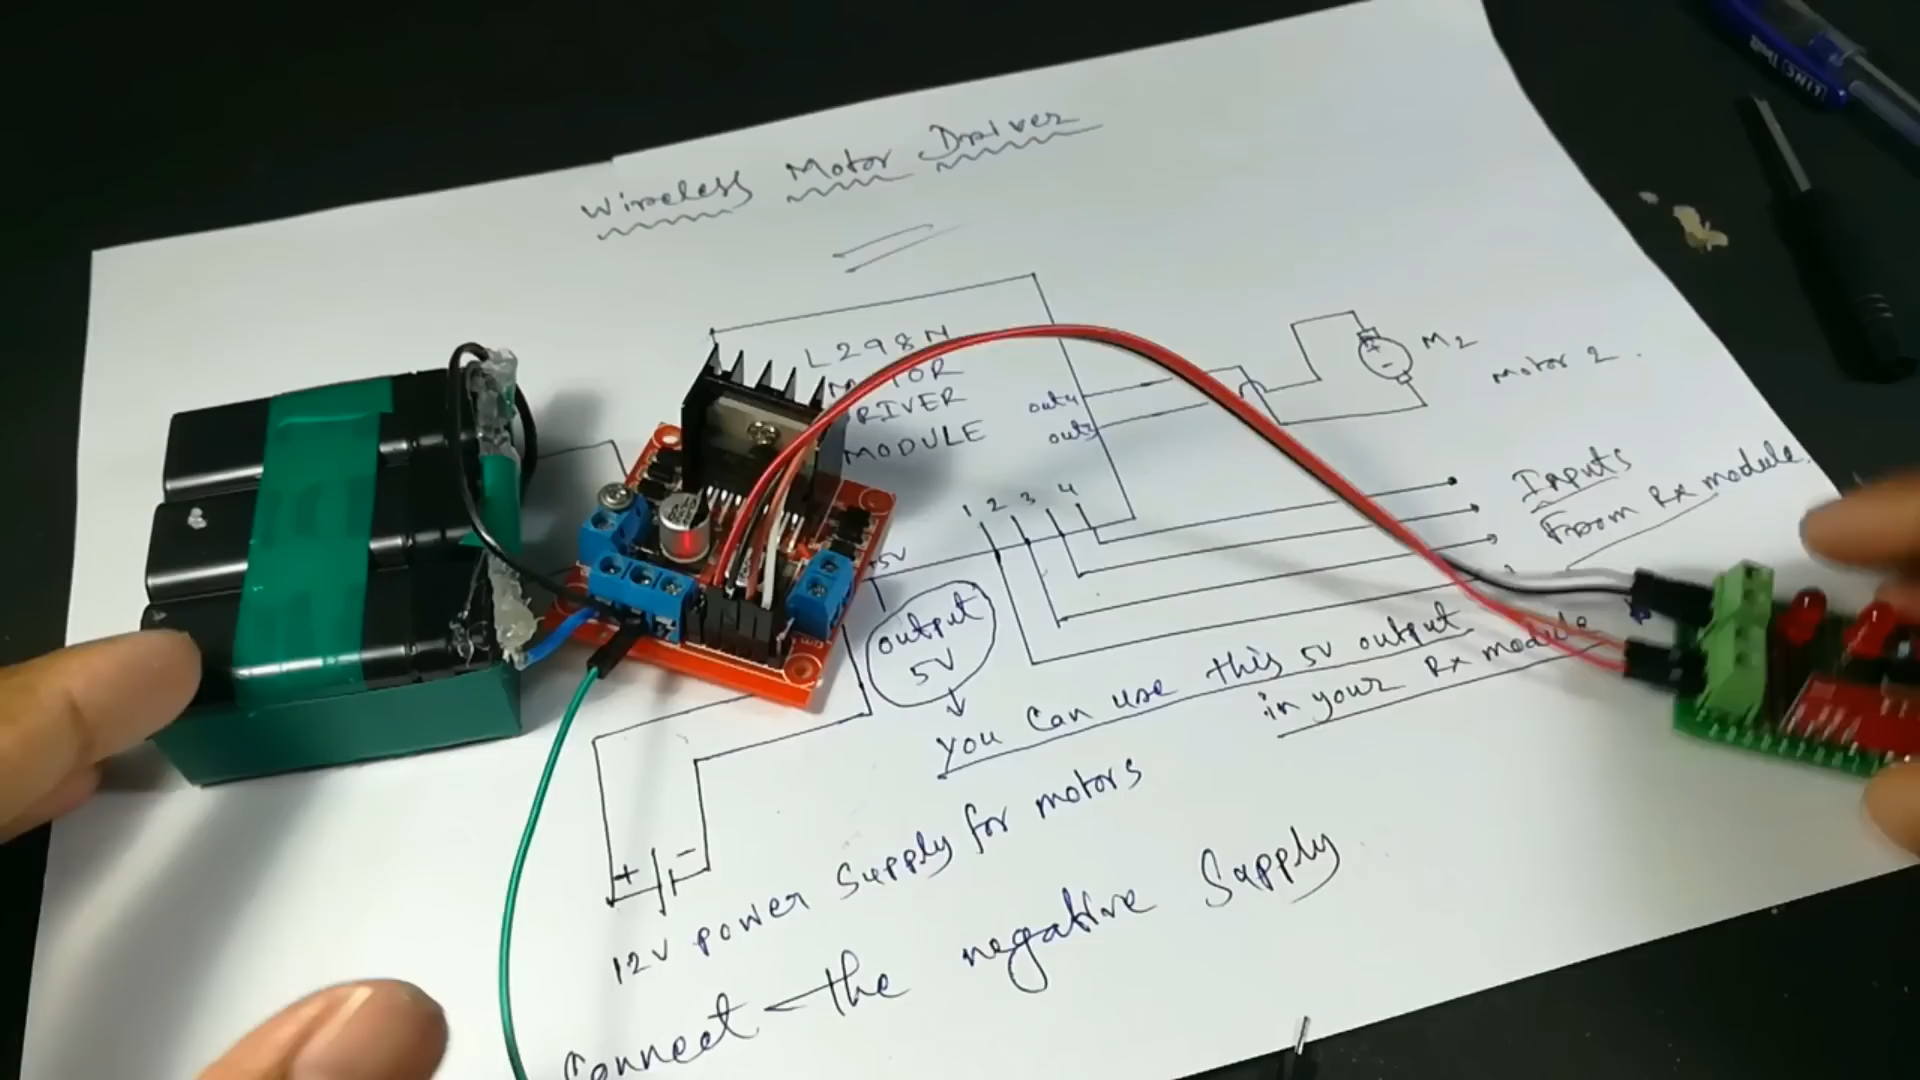 Wireless Motor Driver
L298N
MOTOR
DRIVER
MODULE
out4
out3
M2
Motor 2.
1 2 3 4
Inputs
From Rx module.
+5V
output
5V
You Can use this 5V output
in your Rx module
+ -
12V power Supply for motors
Connect the negative Supply
LINC